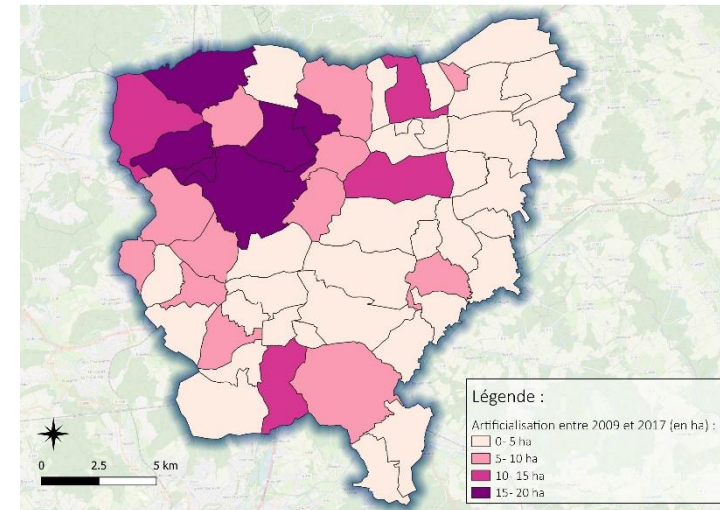 Légende :
Artificialisation entre 2009 et 2017 (en ha) :
0- 5 ha
5- 10 ha
10- 15 ha
15- 20 ha
0 2.5 5 km